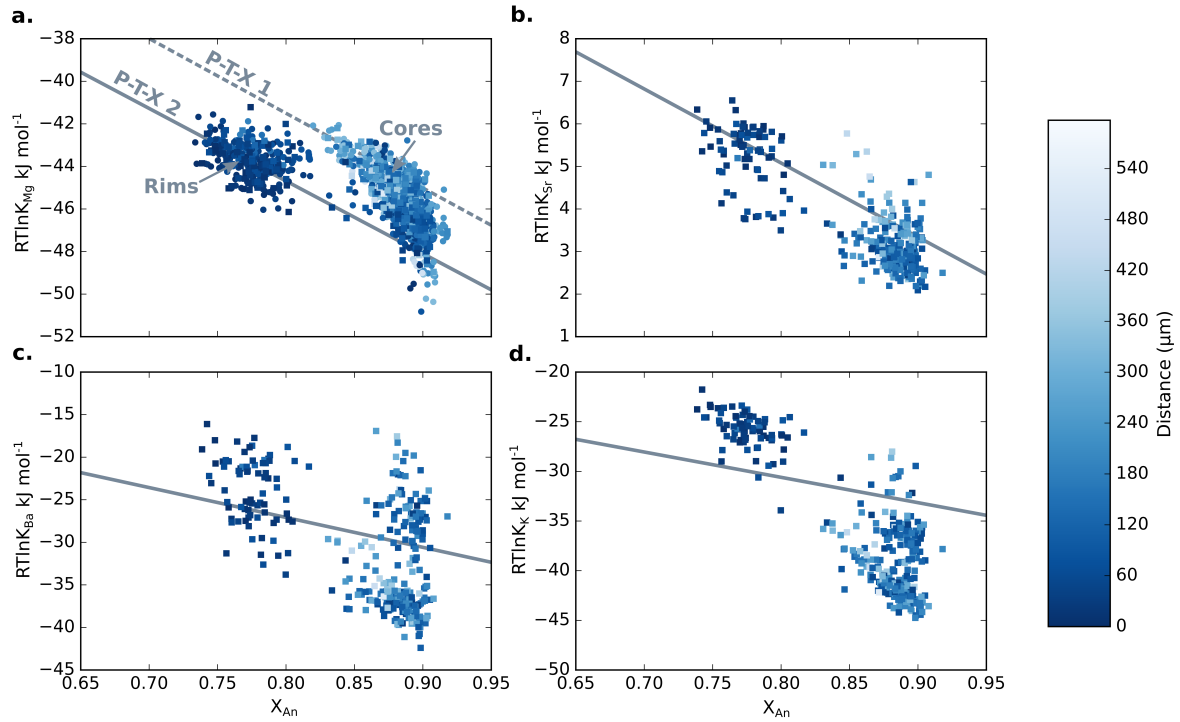 a.
−38
−40
−42
−44
−46
−48
−50
−52
RTlnK_Mg kJ mol⁻¹
P-T-X 1
P-T-X 2
Cores
Rims
b.
8
7
6
5
4
3
2
1
RTlnK_Sr kJ mol⁻¹
c.
−10
−15
−20
−25
−30
−35
−40
−45
RTlnK_Ba kJ mol⁻¹
0.65 0.70 0.75 0.80 0.85 0.90 0.95
X_An
d.
−20
−25
−30
−35
−40
−45
−50
RTlnK_K kJ mol⁻¹
0.65 0.70 0.75 0.80 0.85 0.90 0.95
X_An
540
480
420
360
300
240
180
120
60
0
Distance (μm)